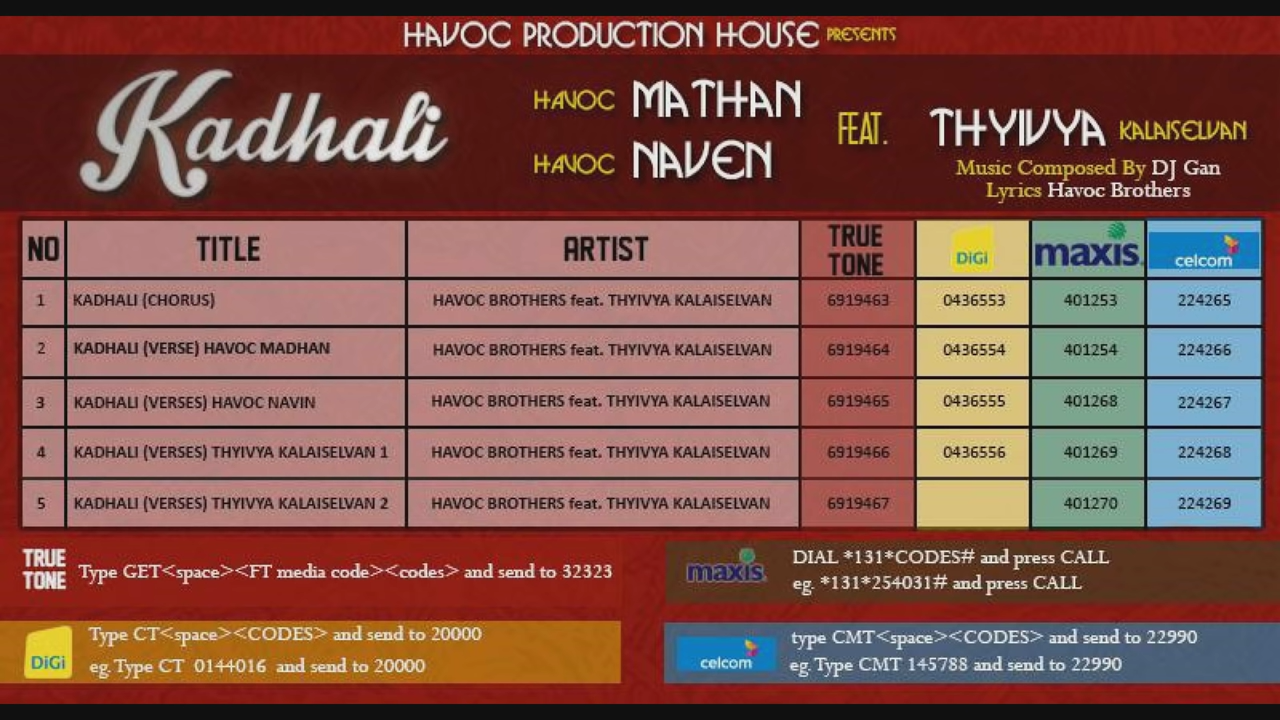 HAVOC PRODUCTION HOUSE PRESENTS
Kadhali
HAVOC MATHAN
HAVOC NAVEN
FEAT.
THYIVYA KALAISELVAN
Music Composed By DJ Gan
Lyrics Havoc Brothers
NO TITLE ARTIST TRUE TONE DiGi maxis celcom
1 KADHALI (CHORUS) HAVOC BROTHERS feat. THYIVYA KALAISELVAN 6919463 0436553 401253 224265
2 KADHALI (VERSE) HAVOC MADHAN HAVOC BROTHERS feat. THYIVYA KALAISELVAN 6919464 0436554 401254 224266
3 KADHALI (VERSES) HAVOC NAVIN HAVOC BROTHERS feat. THYIVYA KALAISELVAN 6919465 0436555 401268 224267
4 KADHALI (VERSES) THYIVYA KALAISELVAN 1 HAVOC BROTHERS feat. THYIVYA KALAISELVAN 6919466 0436556 401269 224268
5 KADHALI (VERSES) THYIVYA KALAISELVAN 2 HAVOC BROTHERS feat. THYIVYA KALAISELVAN 6919467 401270 224269
TRUE TONE Type GET<space><FT media code><codes> and send to 32323
maxis DIAL *131*CODES# and press CALL
eg. *131*254031# and press CALL
DiGi Type CT<space><CODES> and send to 20000
eg. Type CT 0144016 and send to 20000
celcom type CMT<space><CODES> and send to 22990
eg. Type CMT 145788 and send to 22990